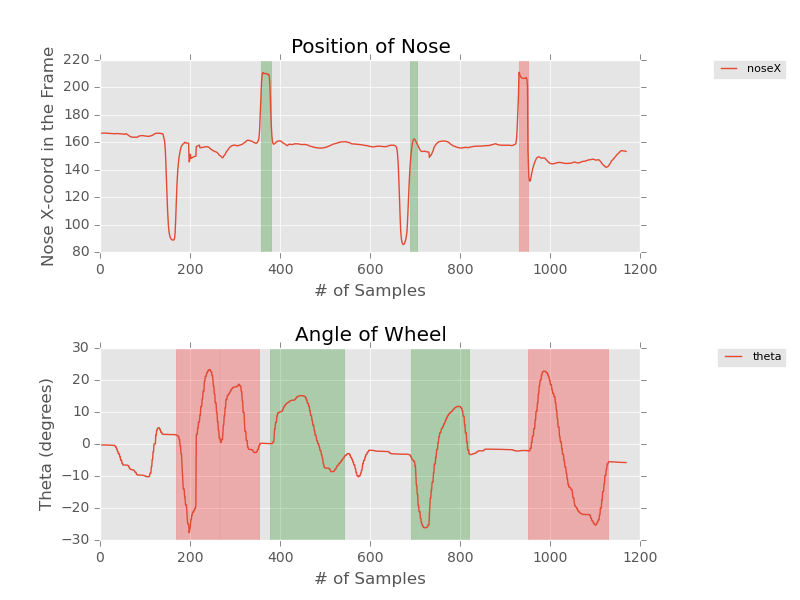 Position of Nose
Nose X-coord in the Frame
220
200
180
160
140
120
100
80
0 200 400 600 800 1000 1200
# of Samples
noseX
Angle of Wheel
Theta (degrees)
30
20
10
0
−10
−20
−30
0 200 400 600 800 1000 1200
# of Samples
theta